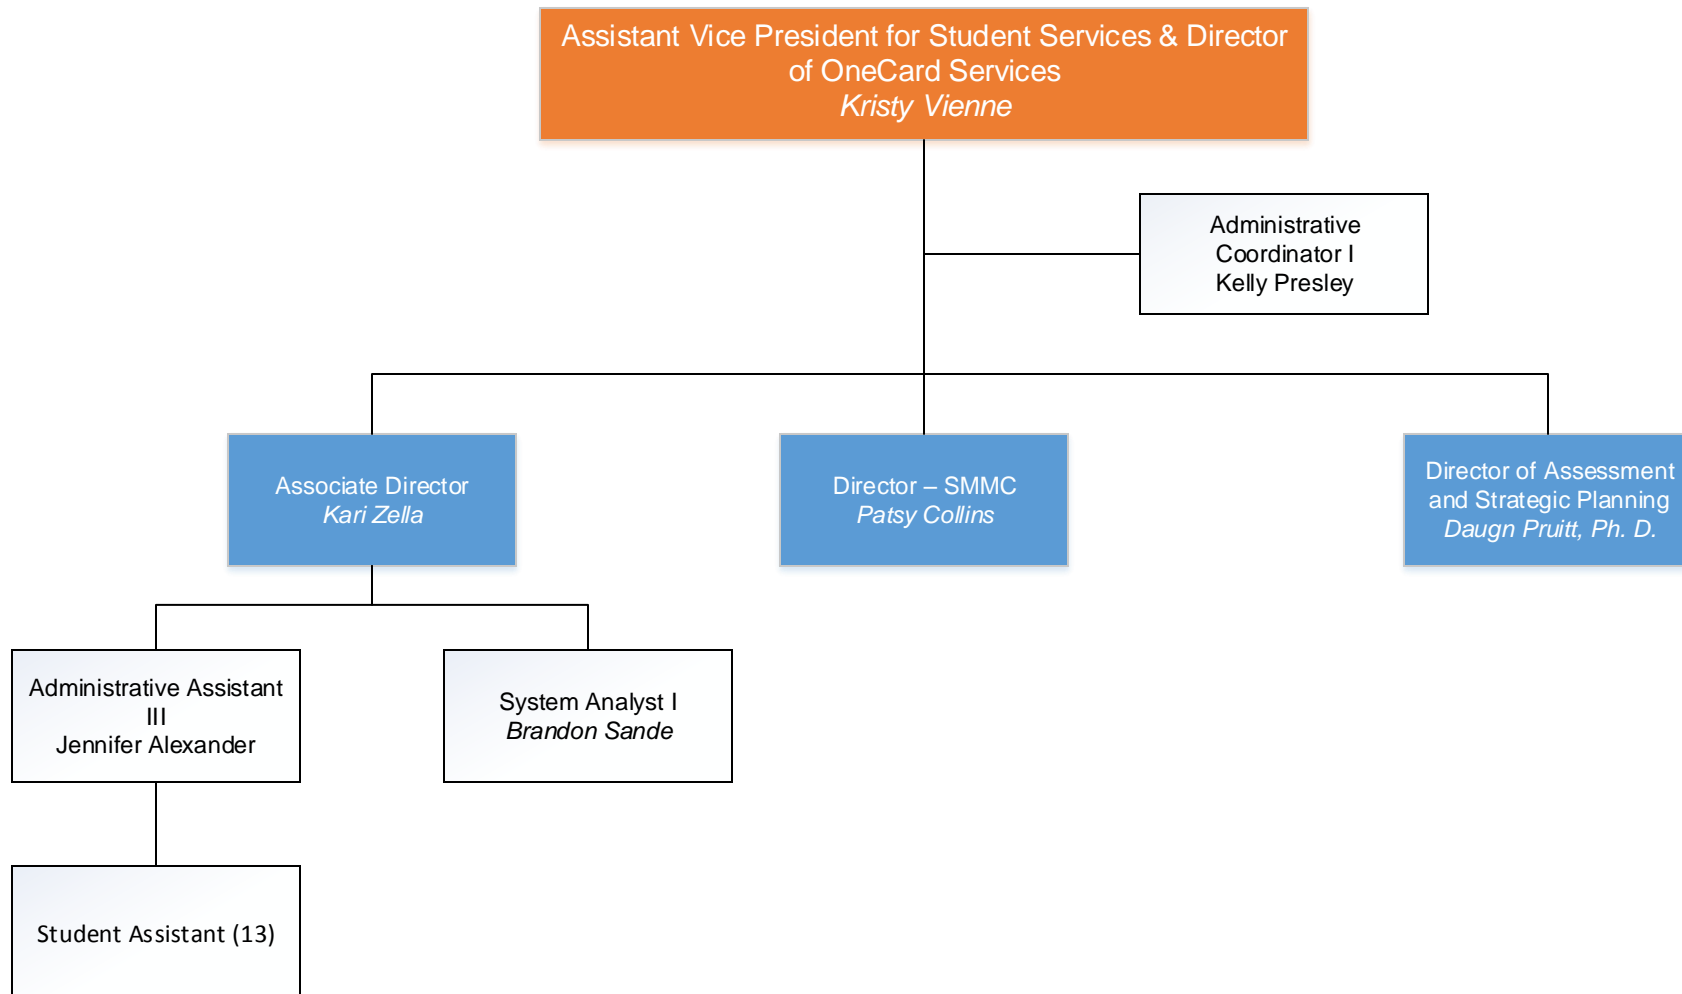 Assistant Vice President for Student Services & Director
of OneCard Services
Kristy Vienne
Administrative
Coordinator I
Kelly Presley
Associate Director
Kari Zella
Director – SMMC
Patsy Collins
Director of Assessment
and Strategic Planning
Daugn Pruitt, Ph. D.
Administrative Assistant
III
Jennifer Alexander
System Analyst I
Brandon Sande
Student Assistant (13)